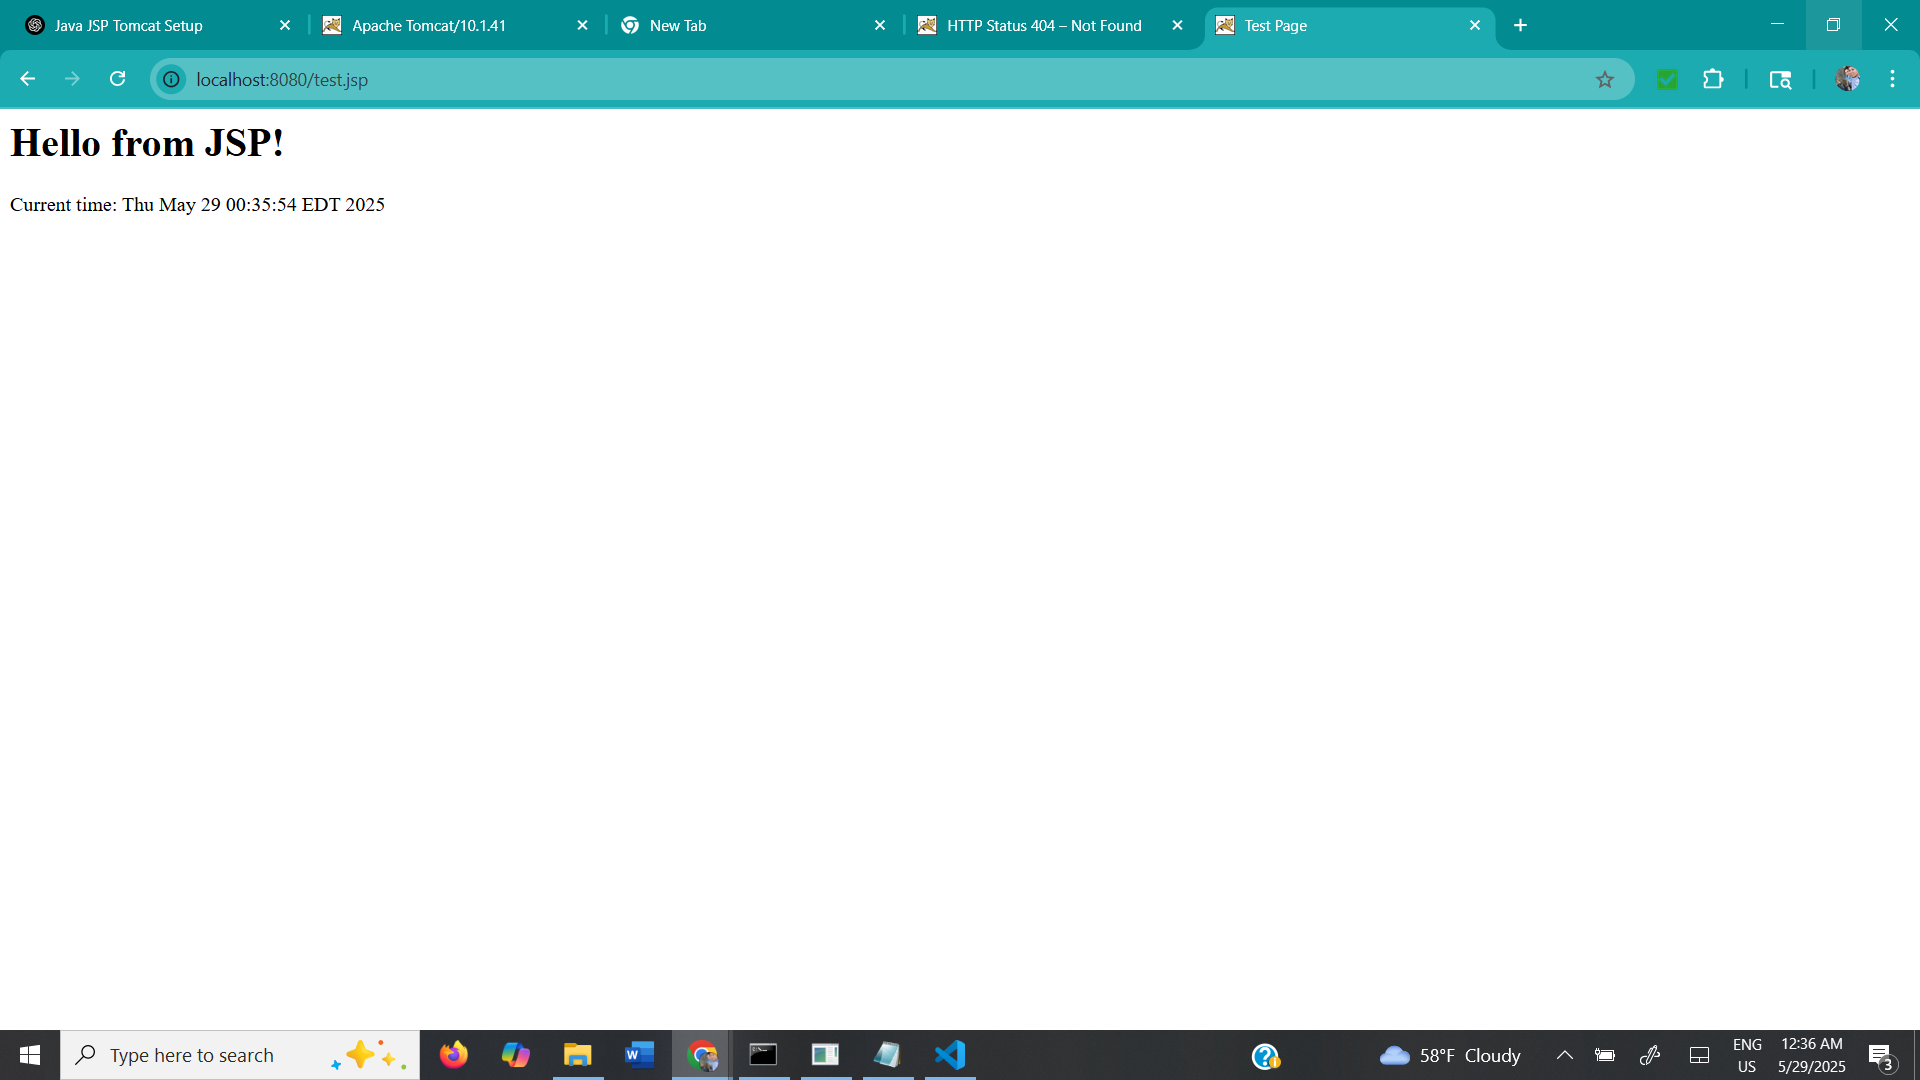 Java JSP Tomcat Setup
Apache Tomcat/10.1.41
New Tab
HTTP Status 404 – Not Found
Test Page
localhost:8080/test.jsp
Hello from JSP!
Current time: Thu May 29 00:35:54 EDT 2025
Type here to search
58°F Cloudy
ENG
US
12:36 AM
5/29/2025
3